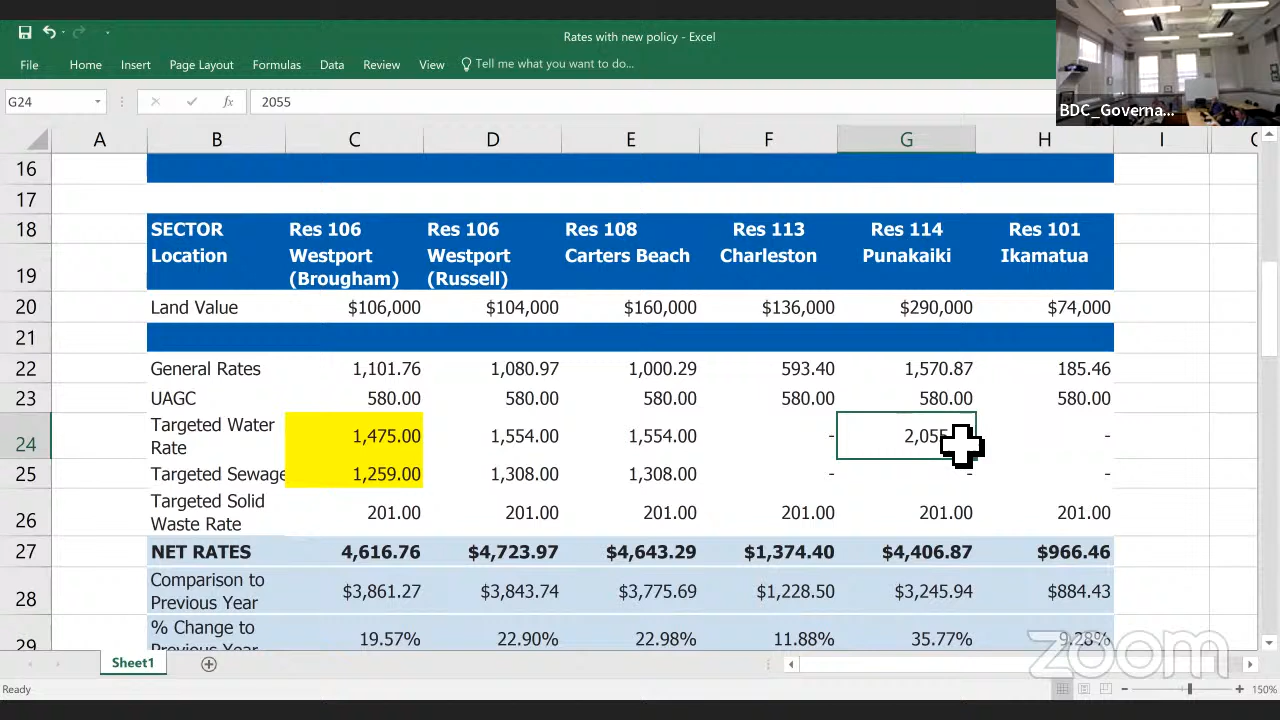 Rates with new policy - Excel
File Home Insert Page Layout Formulas Data Review View Tell me what you want to do...
BDC_Governa...
G24 fx 2055
A B C D E F G H I
16
17
18 SECTOR Res 106 Res 106 Res 108 Res 113 Res 114 Res 101
19 Location Westport Westport Carters Beach Charleston Punakaiki Ikamatua
(Brougham) (Russell)
20 Land Value $106,000 $104,000 $160,000 $136,000 $290,000 $74,000
21
22 General Rates 1,101.76 1,080.97 1,000.29 593.40 1,570.87 185.46
23 UAGC 580.00 580.00 580.00 580.00 580.00 580.00
Targeted Water
24 Rate 1,475.00 1,554.00 1,554.00 - 2,055 -
25 Targeted Sewage 1,259.00 1,308.00 1,308.00 - - -
Targeted Solid
26 Waste Rate 201.00 201.00 201.00 201.00 201.00 201.00
27 NET RATES 4,616.76 $4,723.97 $4,643.29 $1,374.40 $4,406.87 $966.46
Comparison to
28 Previous Year $3,861.27 $3,843.74 $3,775.69 $1,228.50 $3,245.94 $884.43
% Change to
29 Previous Year 19.57% 22.90% 22.98% 11.88% 35.77% 9.28%
Sheet1
zoom
Ready 150%